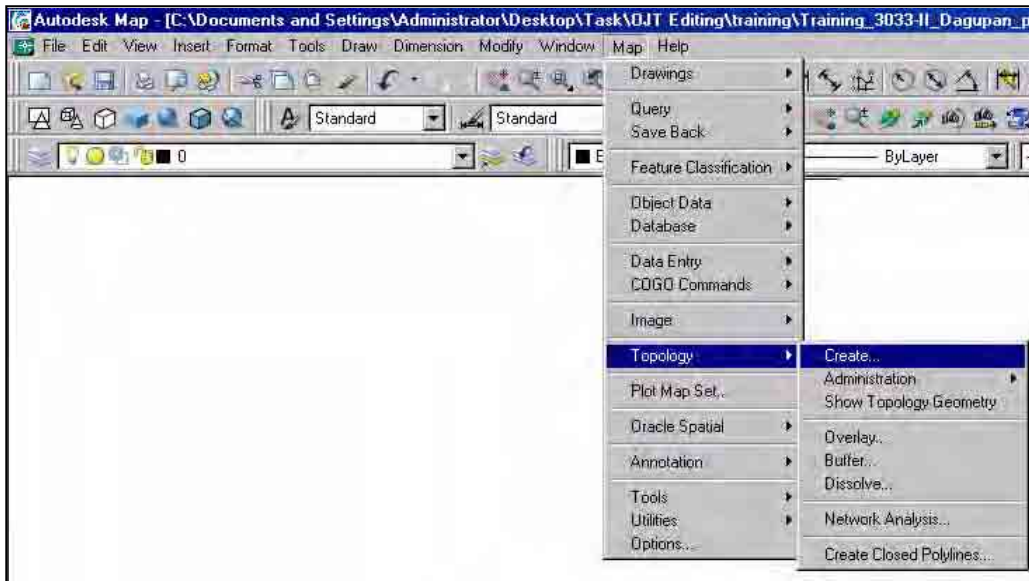 Autodesk Map - [C:\Documents and Settings\Administrator\Desktop\Task\OJT Editing\training\Training_3033-II_Dagupan_p
File Edit View Insert Format Tools Draw Dimension Modify Window Map Help
Standard Standard
0 ByLayer
Drawings
Query
Save Back
Feature Classification
Object Data
Database
Data Entry
COGO Commands
Image
Topology
Plot Map Set..
Oracle Spatial
Annotation
Tools
Utilities
Options...
Create...
Administration
Show Topology Geometry
Overlay..
Buffer...
Dissolve...
Network Analysis...
Create Closed Polylines...